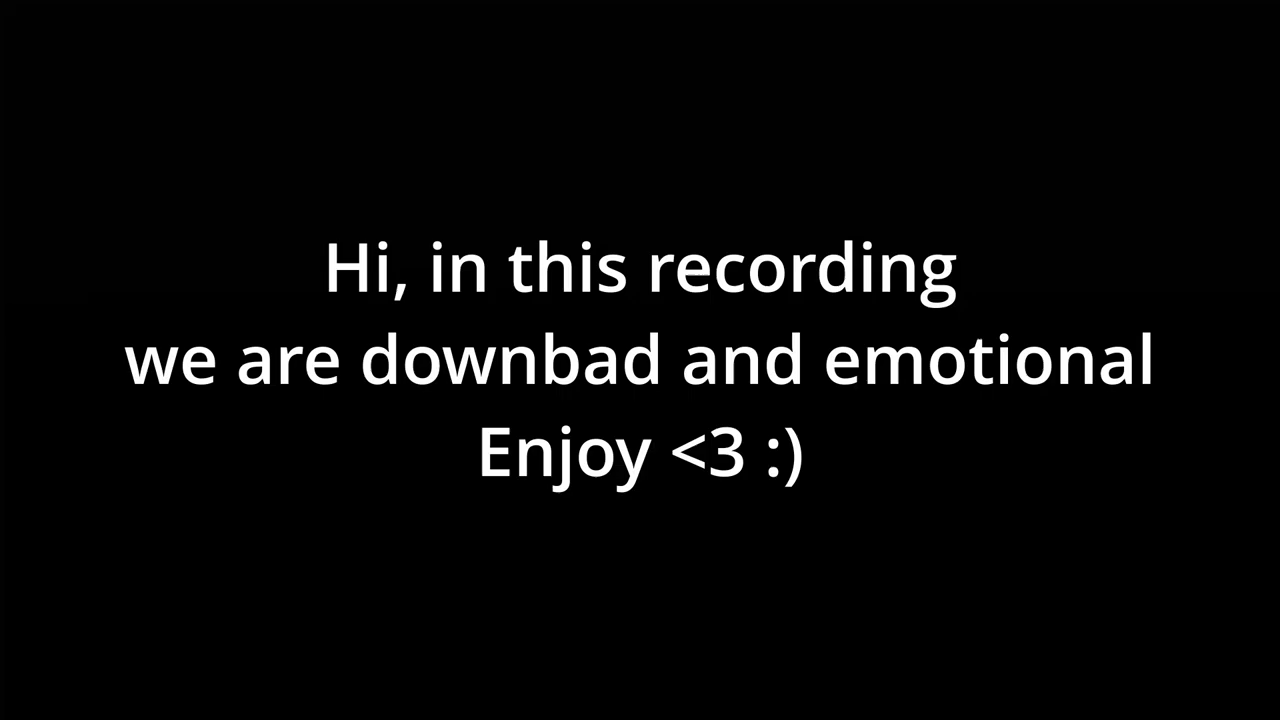 Hi, in this recording
we are downbad and emotional
Enjoy <3 :)